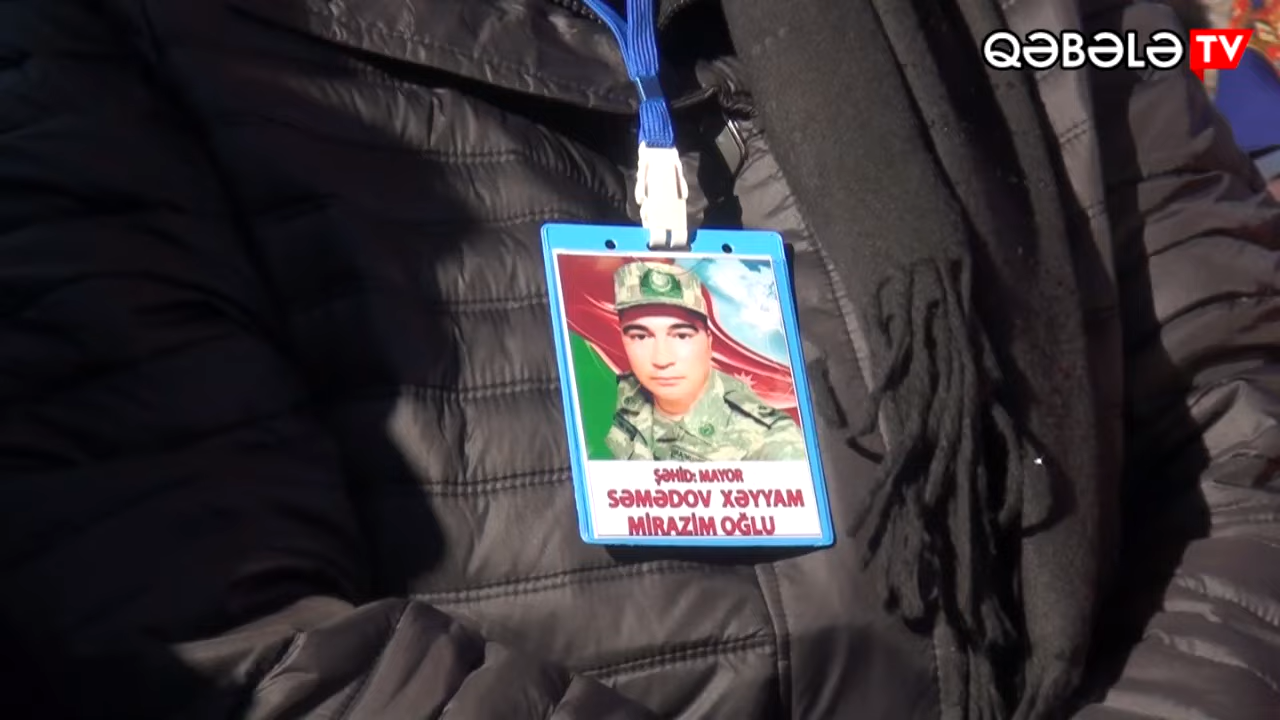 QƏBƏLƏ TV
ŞƏHİD: MAYOR
SƏMƏDOV XƏYYAM
MİRAZİM OĞLU